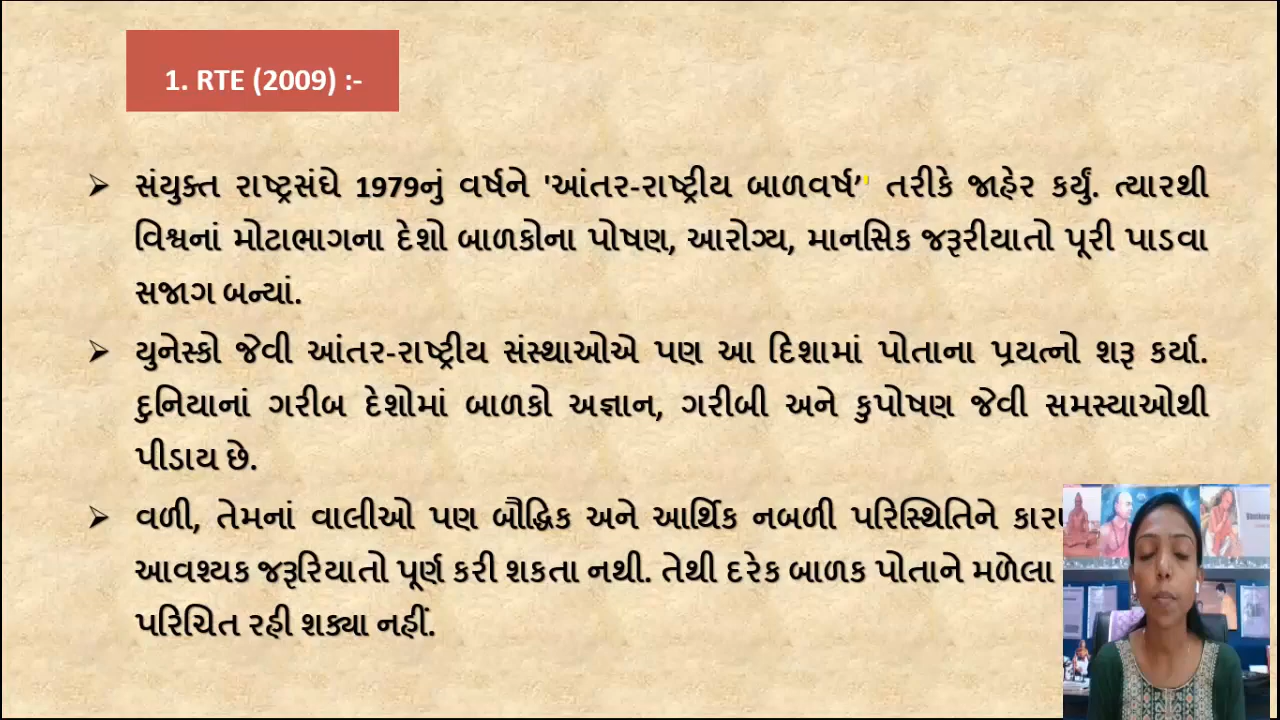 1. RTE (2009) :-
➢ સંયુક્ત રાષ્ટ્રસંઘે 1979નું વર્ષને 'આંતર-રાષ્ટ્રીય બાળવર્ષ'' તરીકે જાહેર કર્યું. ત્યારથી
વિશ્વનાં મોટાભાગના દેશો બાળકોના પોષણ, આરોગ્ય, માનસિક જરૂરીયાતો પૂરી પાડવા
સજાગ બન્યાં.
➢ યુનેસ્કો જેવી આંતર-રાષ્ટ્રીય સંસ્થાઓએ પણ આ દિશામાં પોતાના પ્રયત્નો શરૂ કર્યા.
દુનિયાનાં ગરીબ દેશોમાં બાળકો અજ્ઞાન, ગરીબી અને કુપોષણ જેવી સમસ્યાઓથી
પીડાય છે.
➢ વળી, તેમનાં વાલીઓ પણ બૌદ્ધિક અને આર્થિક નબળી પરિસ્થિતિને
આવશ્યક જરૂરિયાતો પૂર્ણ કરી શકતા નથી. તેથી દરેક બાળક પોતાને મળેલા
પરિચિત રહી શક્યા નહીં.